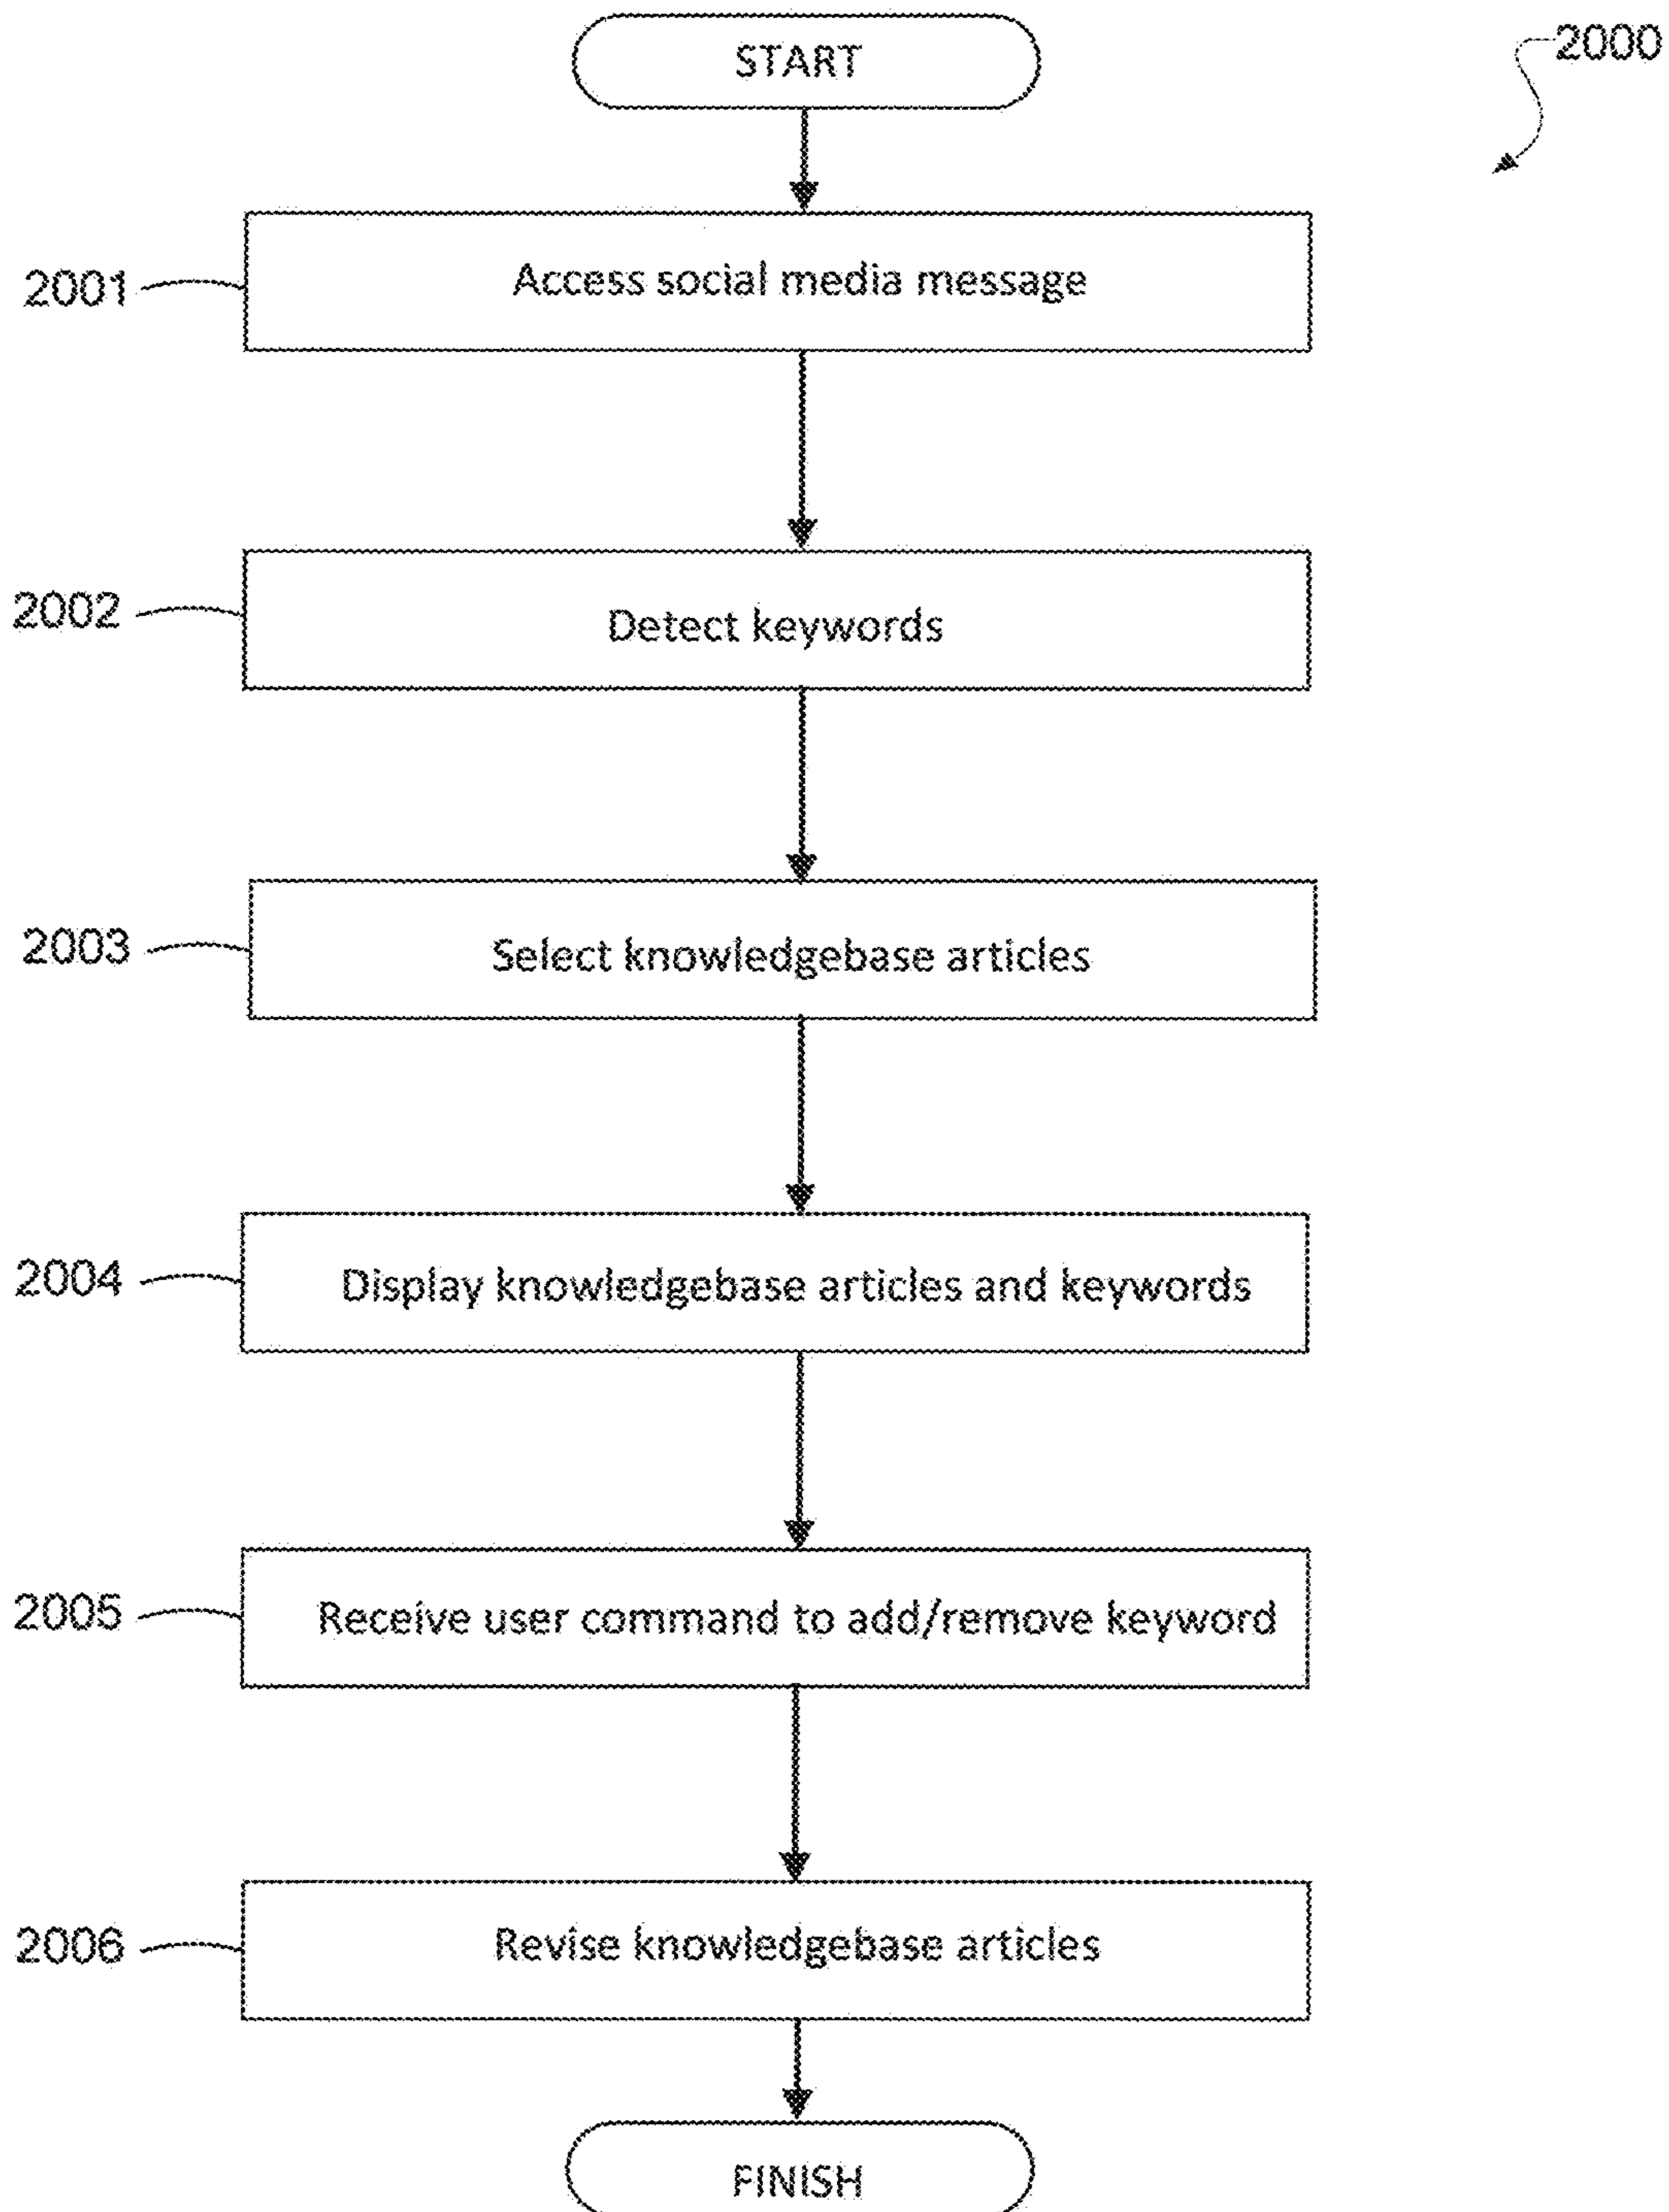 START
2000
2001
Access social media message
2002
Detect keywords
2003
Select knowledgebase articles
2004
Display knowledgebase articles and keywords
2005
Receive user command to add/remove keyword
2006
Revise knowledgebase articles
FINISH